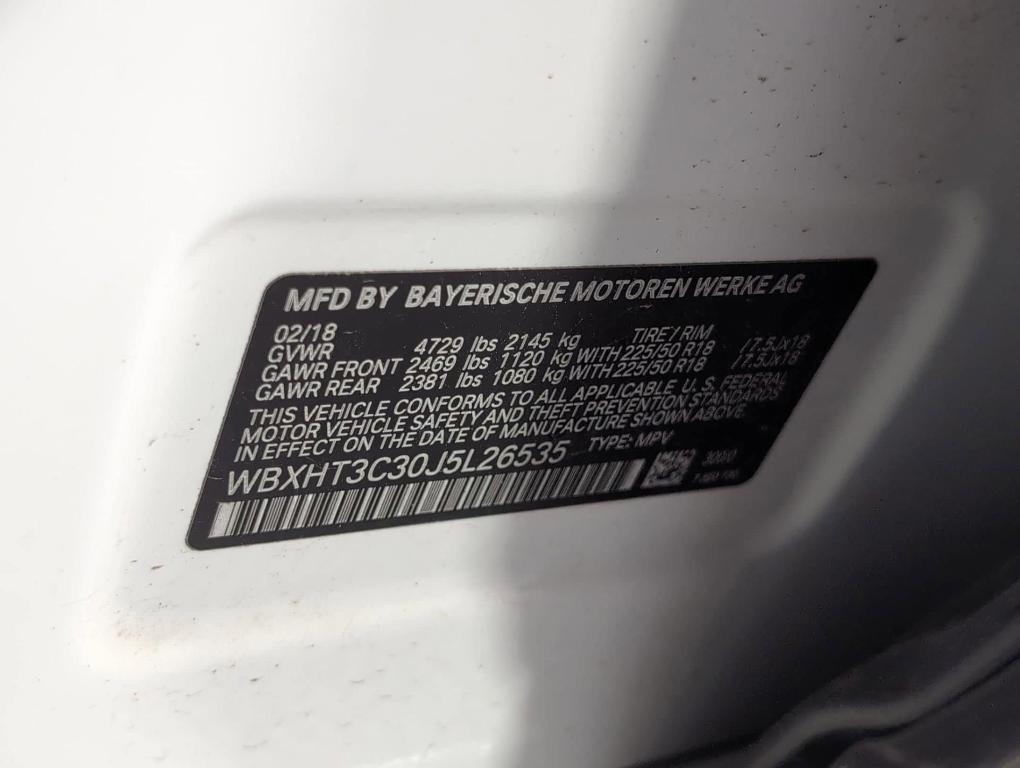 MFD BY BAYERISCHE MOTOREN WERKE AG
02/18 TIRE / RIM
GVWR 4729 lbs 2145 kg
GAWR FRONT 2469 lbs 1120 kg WITH 225/50 R18 / 7.5Jx18
GAWR REAR 2381 lbs 1080 kg WITH 225/50 R18 / 7.5Jx18
THIS VEHICLE CONFORMS TO ALL APPLICABLE U.S. FEDERAL
MOTOR VEHICLE SAFETY AND THEFT PREVENTION STANDARDS
IN EFFECT ON THE DATE OF MANUFACTURE SHOWN ABOVE.
WBXHT3C30J5L26535 TYPE: MPV